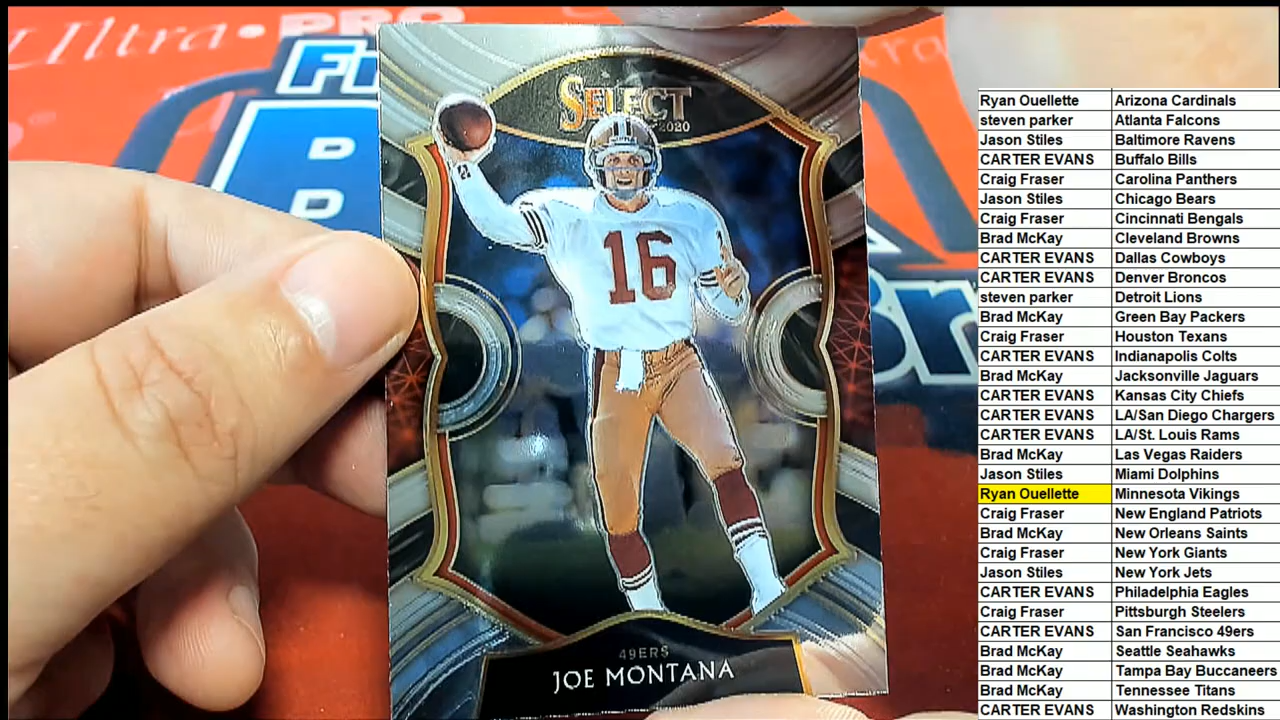 Ultra • PRO
SELECT
2020
16
49ERS
JOE MONTANA
Ryan Ouellette Arizona Cardinals
steven parker Atlanta Falcons
Jason Stiles Baltimore Ravens
CARTER EVANS Buffalo Bills
Craig Fraser Carolina Panthers
Jason Stiles Chicago Bears
Craig Fraser Cincinnati Bengals
Brad McKay Cleveland Browns
CARTER EVANS Dallas Cowboys
CARTER EVANS Denver Broncos
steven parker Detroit Lions
Brad McKay Green Bay Packers
Craig Fraser Houston Texans
CARTER EVANS Indianapolis Colts
Brad McKay Jacksonville Jaguars
CARTER EVANS Kansas City Chiefs
CARTER EVANS LA/San Diego Chargers
CARTER EVANS LA/St. Louis Rams
Brad McKay Las Vegas Raiders
Jason Stiles Miami Dolphins
Ryan Ouellette Minnesota Vikings
Craig Fraser New England Patriots
Brad McKay New Orleans Saints
Craig Fraser New York Giants
Jason Stiles New York Jets
CARTER EVANS Philadelphia Eagles
Craig Fraser Pittsburgh Steelers
CARTER EVANS San Francisco 49ers
Brad McKay Seattle Seahawks
Brad McKay Tampa Bay Buccaneers
Brad McKay Tennessee Titans
CARTER EVANS Washington Redskins